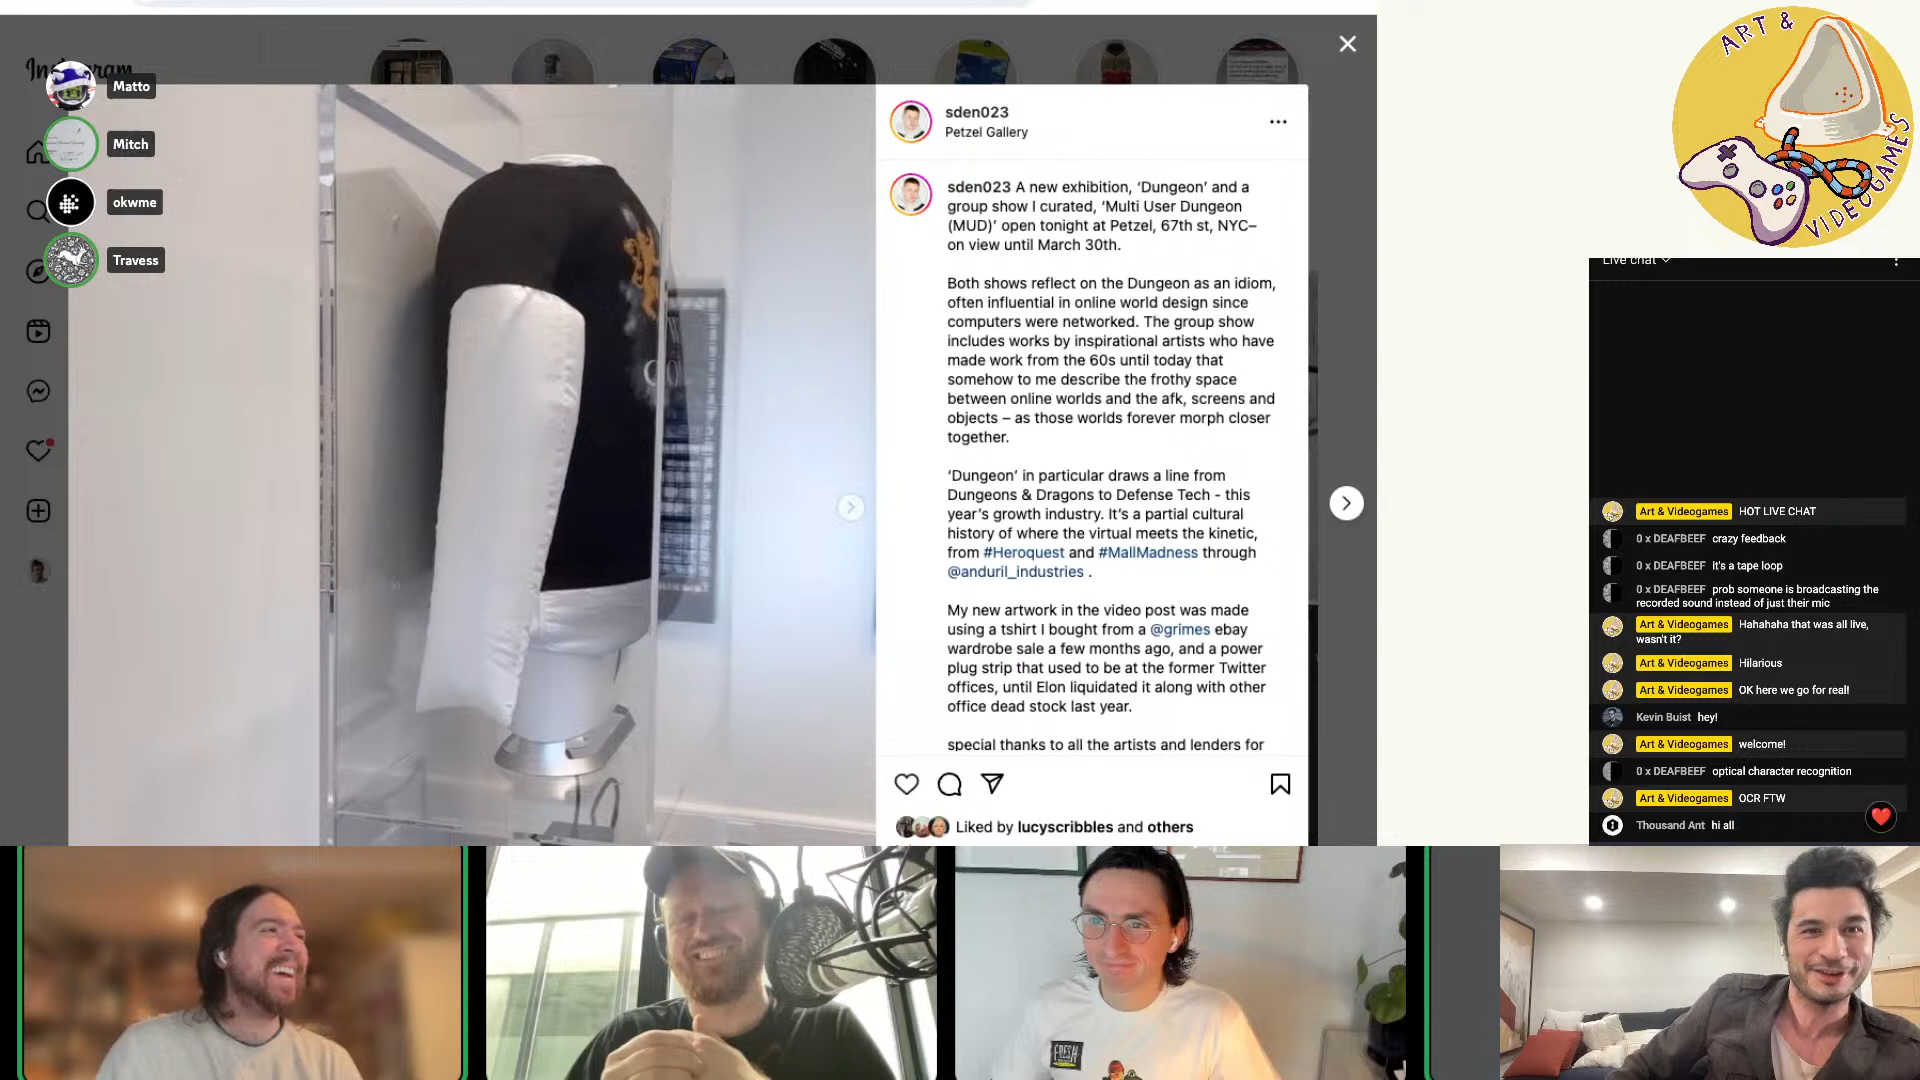 Instagram
Matto
Mitch
okwme
Travess
sden023
Petzel Gallery
sden023 A new exhibition, ‘Dungeon’ and a
group show I curated, ‘Multi User Dungeon
(MUD)’ open tonight at Petzel, 67th st, NYC–
on view until March 30th.
Both shows reflect on the Dungeon as an idiom,
often influential in online world design since
computers were networked. The group show
includes works by inspirational artists who have
made work from the 60s until today that
somehow to me describe the frothy space
between online worlds and the afk, screens and
objects – as those worlds forever morph closer
together.
‘Dungeon’ in particular draws a line from
Dungeons & Dragons to Defense Tech - this
year’s growth industry. It’s a partial cultural
history of where the virtual meets the kinetic,
from #Heroquest and #MallMadness through
@anduril_industries .
My new artwork in the video post was made
using a tshirt I bought from a @grimes ebay
wardrobe sale a few months ago, and a power
plug strip that used to be at the former Twitter
offices, until Elon liquidated it along with other
office dead stock last year.
special thanks to all the artists and lenders for
Liked by lucyscribbles and others
ART &
VIDEOGAMES
Live chat
Art & Videogames HOT LIVE CHAT
0 x DEAFBEEF crazy feedback
0 x DEAFBEEF it's a tape loop
0 x DEAFBEEF prob someone is broadcasting the
recorded sound instead of just their mic
Art & Videogames Hahahaha that was all live,
wasn't it?
Art & Videogames Hilarious
Art & Videogames OK here we go for real!
Kevin Buist hey!
Art & Videogames welcome!
0 x DEAFBEEF optical character recognition
Art & Videogames OCR FTW
Thousand Ant hi all
FRESH